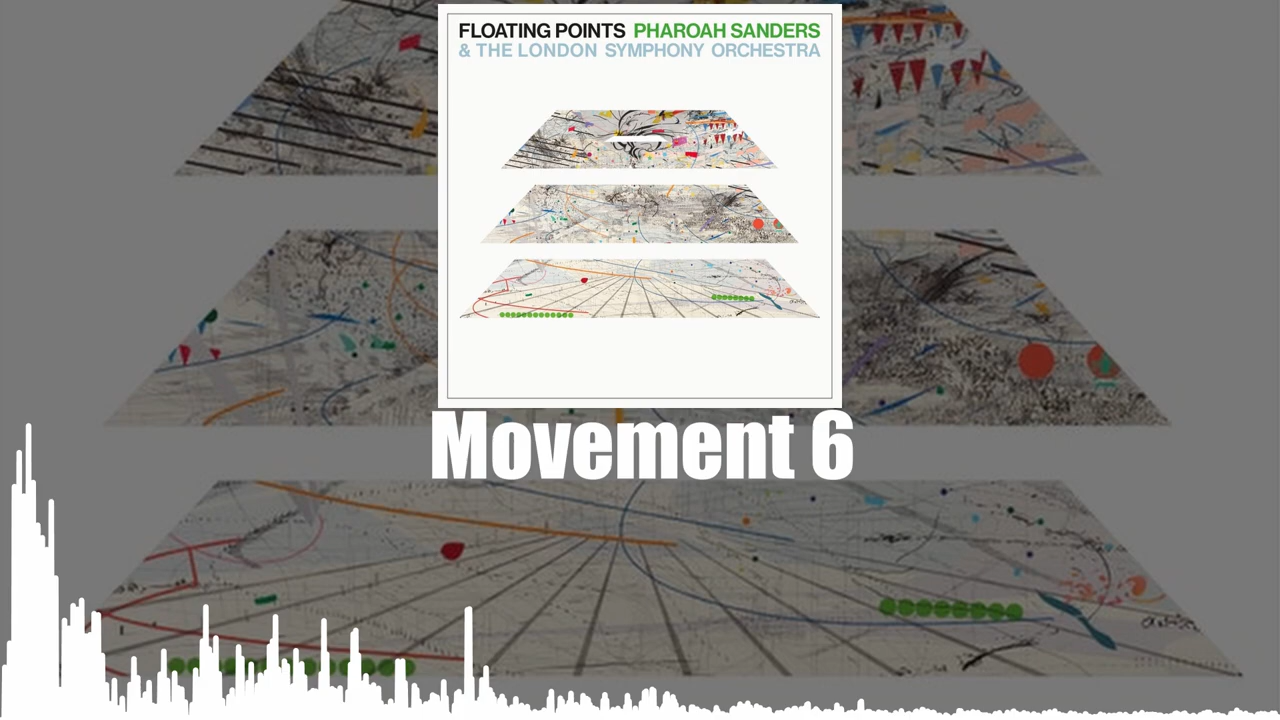 FLOATING POINTS PHAROAH SANDERS
& THE LONDON SYMPHONY ORCHESTRA
Movement 6